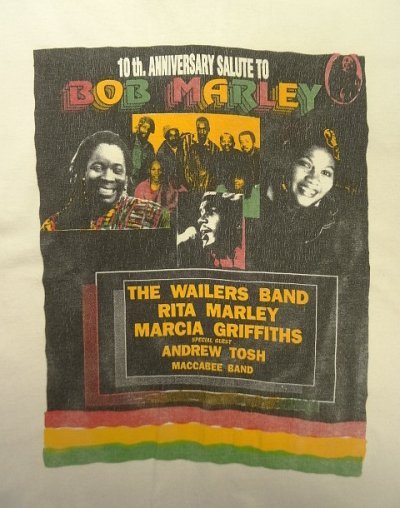 10 th. ANNIVERSARY SALUTE TO
BOB MARLEY
THE WAILERS BAND
RITA MARLEY
MARCIA GRIFFITHS
SPECIAL GUEST
ANDREW TOSH
MACCABEE BAND